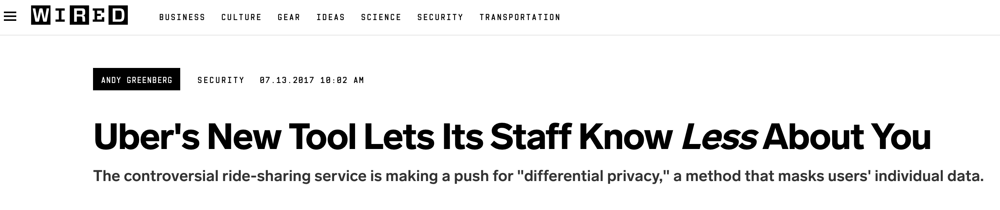 WIRED BUSINESS CULTURE GEAR IDEAS SCIENCE SECURITY TRANSPORTATION
ANDY GREENBERG SECURITY 07.13.2017 10:02 AM
Uber's New Tool Lets Its Staff Know Less About You
The controversial ride-sharing service is making a push for "differential privacy," a method that masks users' individual data.